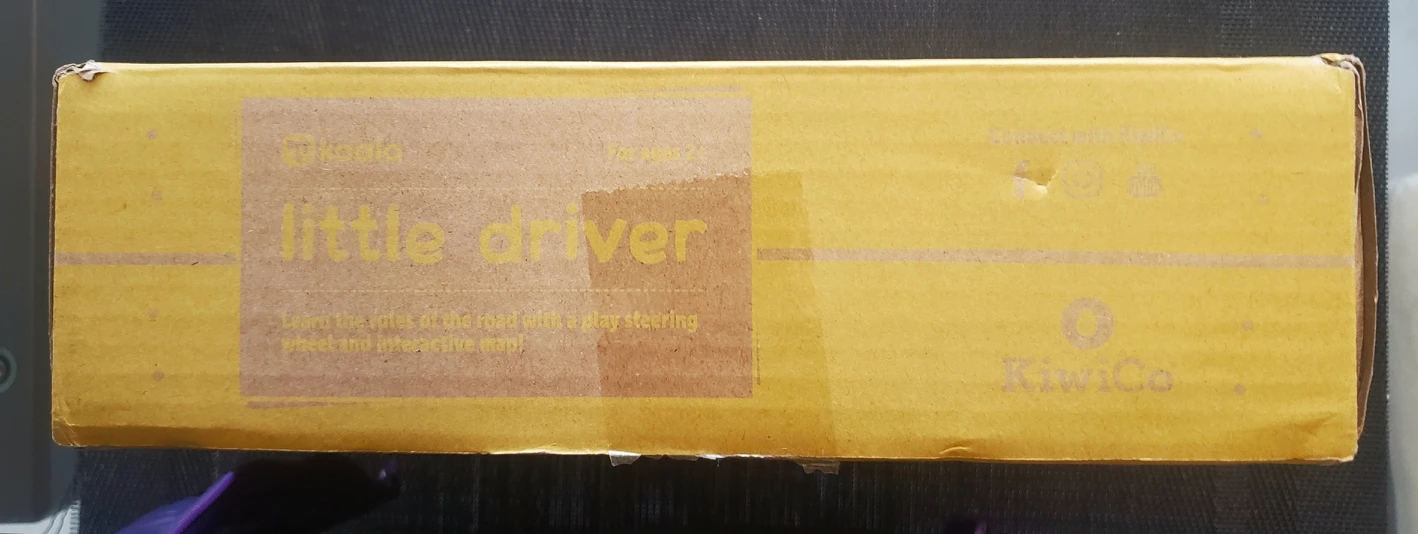 koala
For ages 2+
little driver
Learn the rules of the road with a play steering
wheel and interactive map!
Connect with KiwiCo
KiwiCo